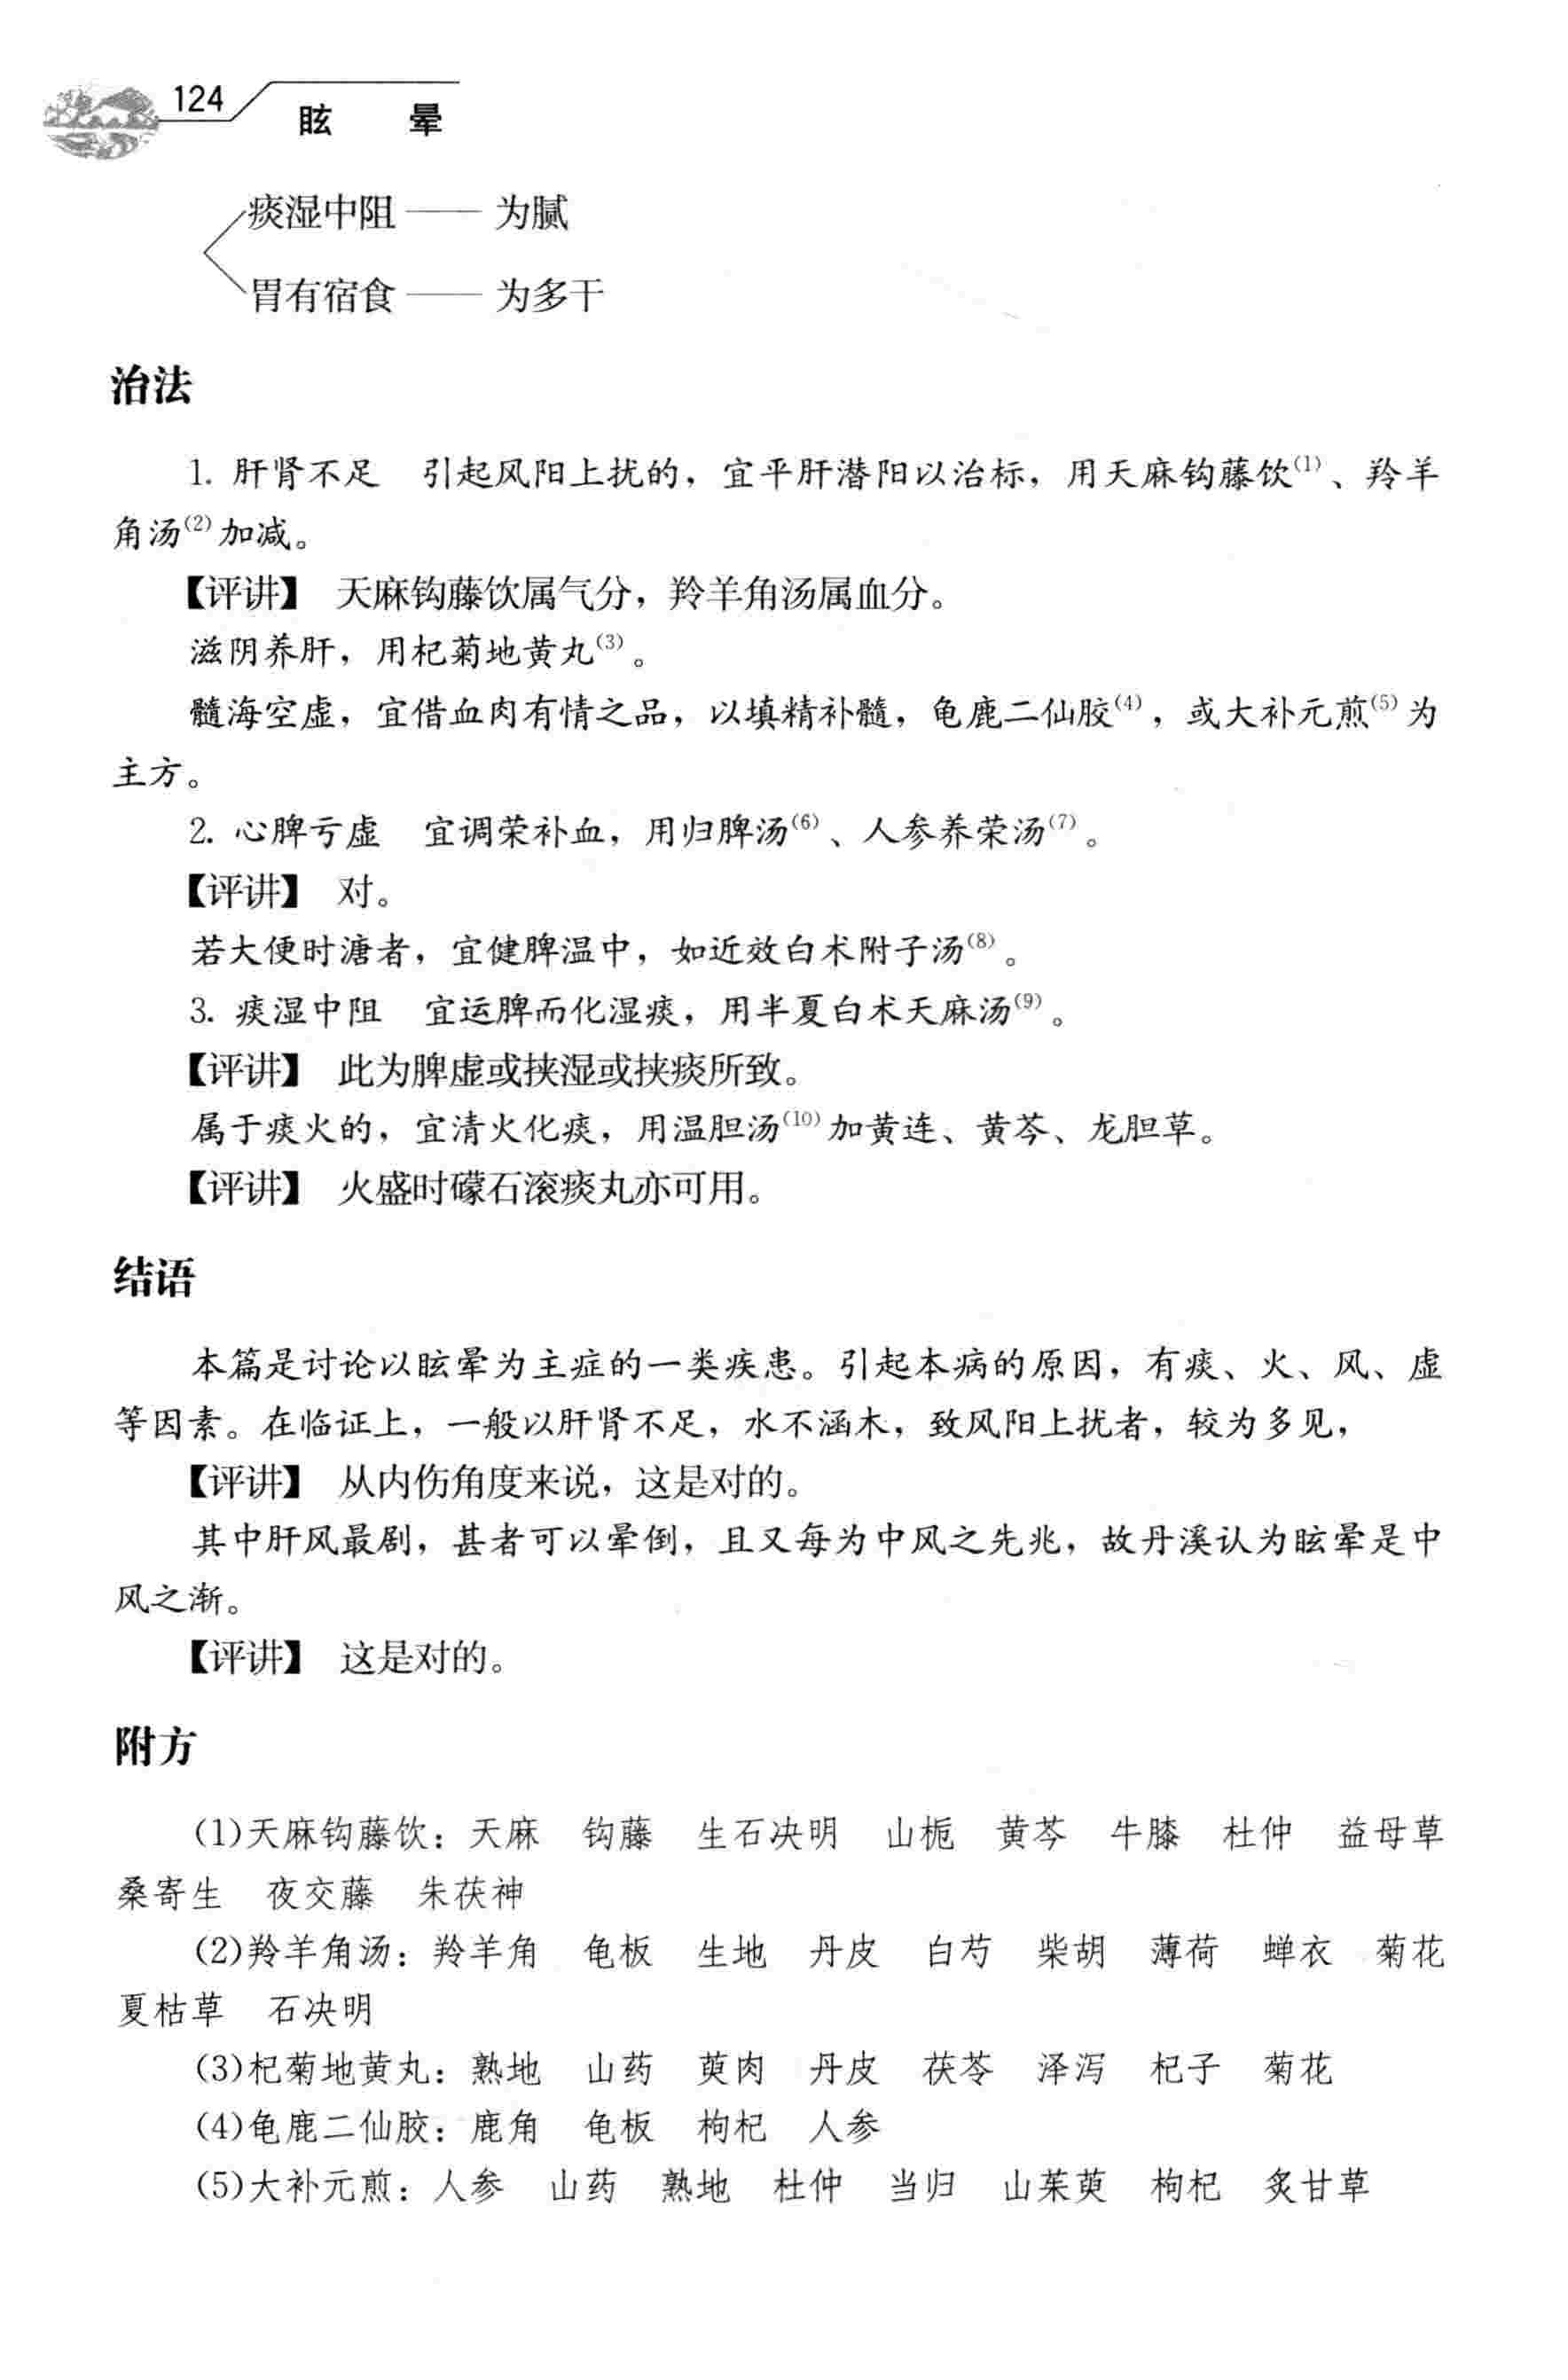 124
眩 晕
痰湿中阻 —— 为腻
胃有宿食 —— 为多干
治法
1. 肝肾不足 引起风阳上扰的，宜平肝潜阳以治标，用天麻钩藤饮(1)、羚羊
角汤(2)加减。
【评讲】 天麻钩藤饮属气分，羚羊角汤属血分。
滋阴养肝，用杞菊地黄丸(3)。
髓海空虚，宜借血肉有情之品，以填精补髓，龟鹿二仙胶(4)，或大补元煎(5)为
主方。
2. 心脾亏虚 宜调荣补血，用归脾汤(6)、人参养荣汤(7)。
【评讲】 对。
若大便时溏者，宜健脾温中，如近效白术附子汤(8)。
3. 痰湿中阻 宜运脾而化湿痰，用半夏白术天麻汤(9)。
【评讲】 此为脾虚或挟湿或挟痰所致。
属于痰火的，宜清火化痰，用温胆汤(10)加黄连、黄芩、龙胆草。
【评讲】 火盛时礞石滚痰丸亦可用。
结语
本篇是讨论以眩晕为主症的一类疾患。引起本病的原因，有痰、火、风、虚
等因素。在临证上，一般以肝肾不足，水不涵木，致风阳上扰者，较为多见，
【评讲】 从内伤角度来说，这是对的。
其中肝风最剧，甚者可以晕倒，且又每为中风之先兆，故丹溪认为眩晕是中
风之渐。
【评讲】 这是对的。
附方
(1)天麻钩藤饮：天麻 钩藤 生石决明 山栀 黄芩 牛膝 杜仲 益母草
桑寄生 夜交藤 朱茯神
(2)羚羊角汤：羚羊角 龟板 生地 丹皮 白芍 柴胡 薄荷 蝉衣 菊花
夏枯草 石决明
(3)杞菊地黄丸：熟地 山药 萸肉 丹皮 茯苓 泽泻 杞子 菊花
(4)龟鹿二仙胶：鹿角 龟板 枸杞 人参
(5)大补元煎：人参 山药 熟地 杜仲 当归 山茱萸 枸杞 炙甘草